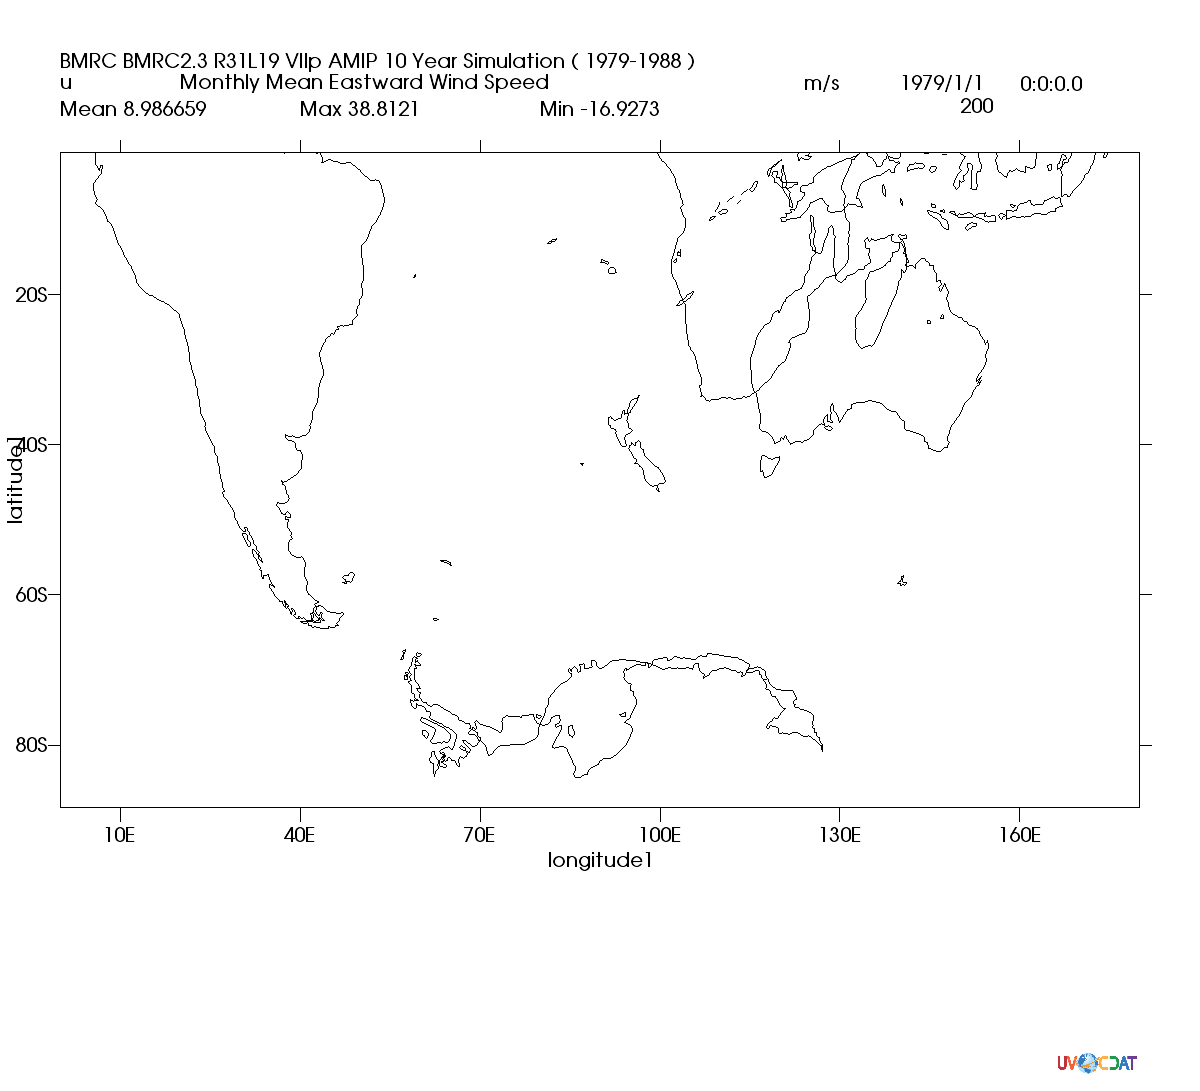 BMRC BMRC2.3 R31L19 VIIp AMIP 10 Year Simulation ( 1979-1988 )
u Monthly Mean Eastward Wind Speed m/s 1979/1/1 0:0:0.0
Mean 8.986659 Max 38.8121 Min -16.9273 200
20S
40S
latitude1
60S
80S
10E 40E 70E 100E 130E 160E
longitude1
UV CDAT